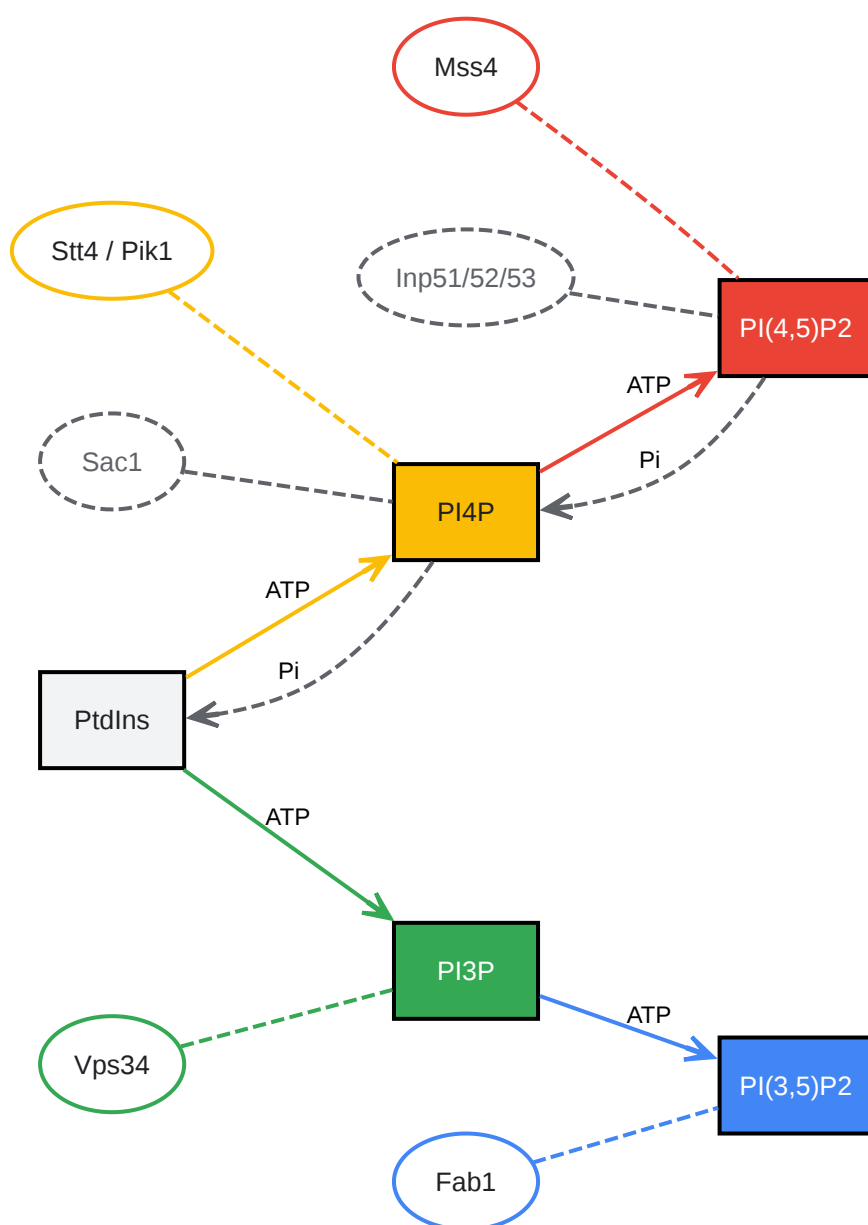 Mss4
Stt4 / Pik1
Inp51/52/53
PI(4,5)P2
ATP
Pi
Sac1
PI4P
ATP
Pi
PtdIns
ATP
PI3P
ATP
Vps34
PI(3,5)P2
Fab1